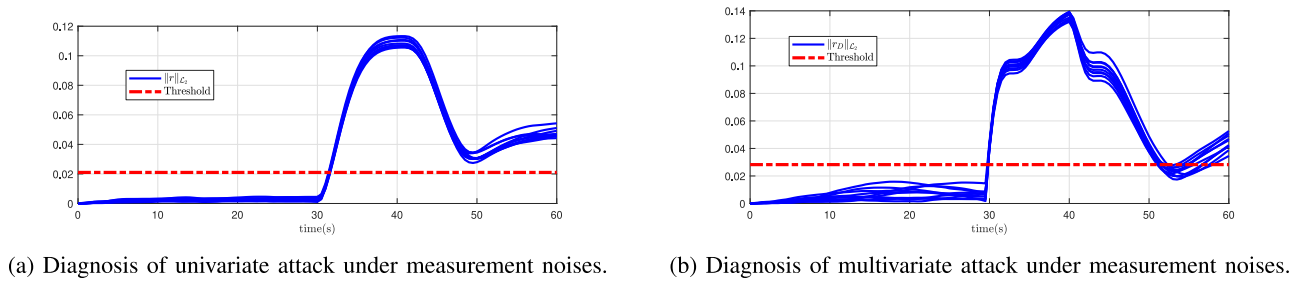 0.12
0.1
0.08
0.06
0.04
0.02
0
0 10 20 30 40 50 60
time(s)
‖r‖ℒ₂
Threshold
0.14
0.12
0.1
0.08
0.06
0.04
0.02
0
0 10 20 30 40 50 60
time(s)
‖r_D‖ℒ₂
Threshold
(a) Diagnosis of univariate attack under measurement noises.
(b) Diagnosis of multivariate attack under measurement noises.